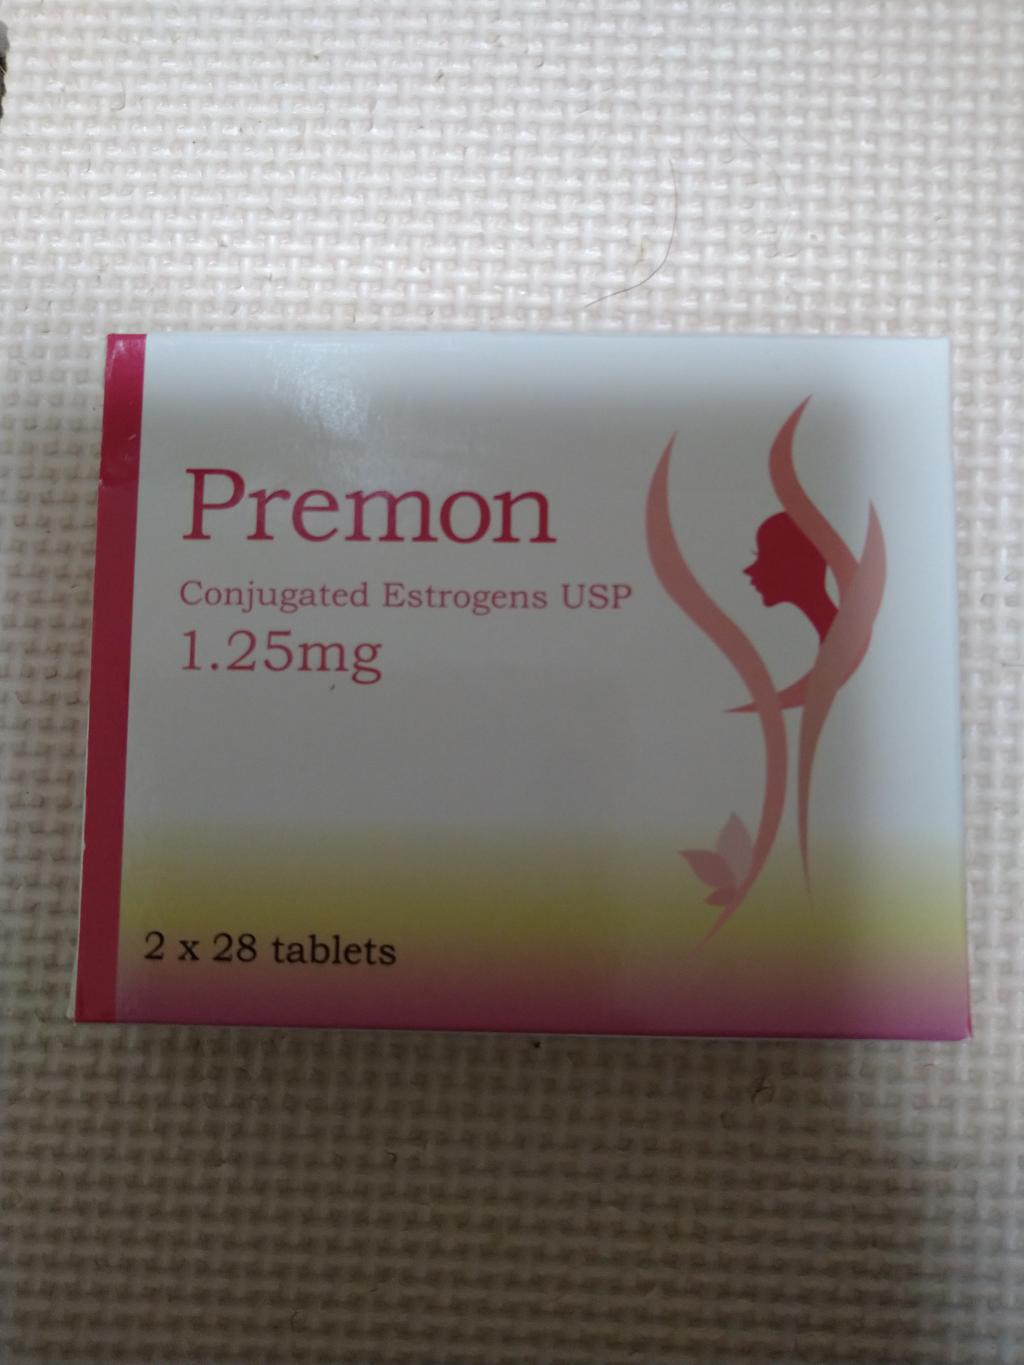 Premon
Conjugated Estrogens USP
1.25mg
2 x 28 tablets